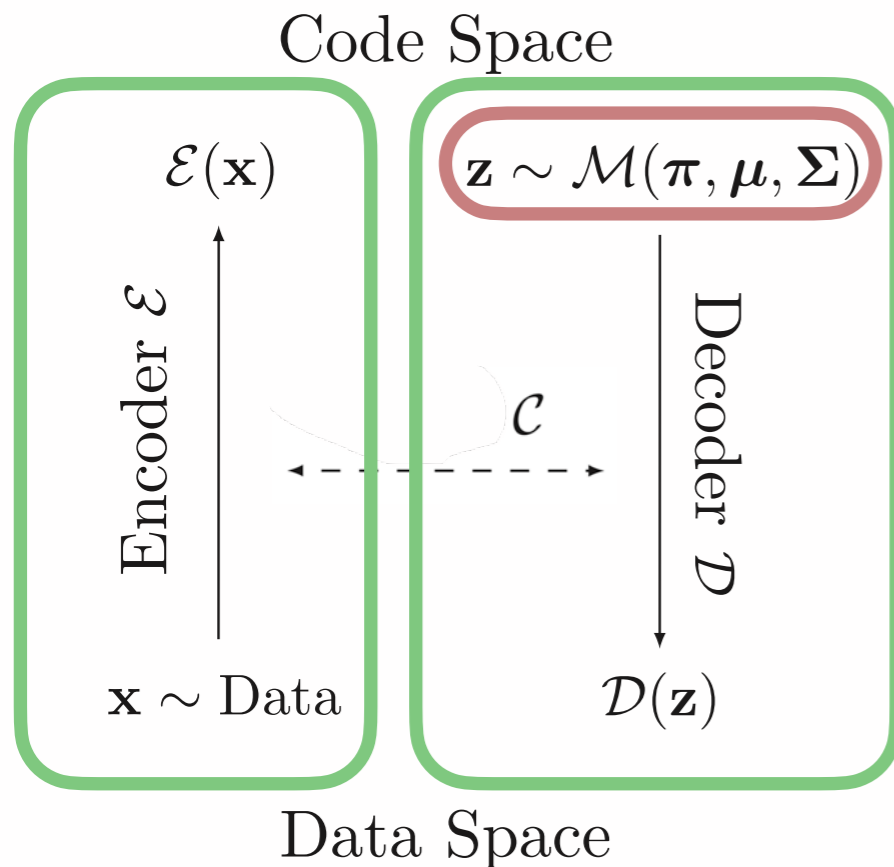 Code Space
ℰ(𝐱)
𝐳 ∼ ℳ(𝝅, 𝝁, 𝚺)
Encoder ℰ
𝒞
Decoder 𝒟
𝐱 ∼ Data
𝒟(𝐳)
Data Space